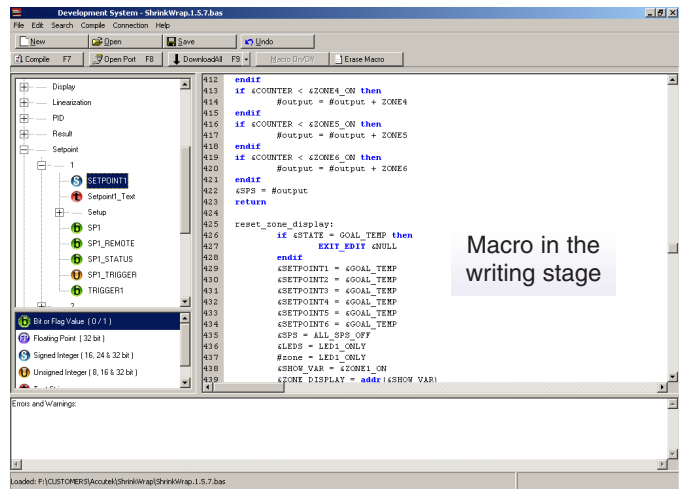 Development System - ShrinkWrap.1.5.7.bas
File Edit Search Compile Connection Help
New Open Save Undo
Compile F7 Open Port F8 DownloadAll F9 Macro On/Off Erase Macro
Display
Linearization
PID
Result
Setpoint
1
SETPOINT1
Setpoint1_Text
Setup
SP1
SP1_REMOTE
SP1_STATUS
SP1_TRIGGER
TRIGGER1
2
Bit or Flag Value ( 0 / 1 )
Floating Point ( 32 bit )
Signed Integer ( 16, 24 & 32 bit )
Unsigned Integer ( 8, 16 & 32 bit )
412 endif
413 if &COUNTER < &ZONE4_ON then
414 #output = #output + ZONE4
415 endif
416 if &COUNTER < &ZONE5_ON then
417 #output = #output + ZONE5
418 endif
419 if &COUNTER < &ZONE6_ON then
420 #output = #output + ZONE6
421 endif
422 &SPS = #output
423 return
424
425 reset_zone_display:
426 if &STATE = GOAL_TEMP then
427 EXIT_EDIT &NULL
428 endif
429 &SETPOINT1 = &GOAL_TEMP
430 &SETPOINT2 = &GOAL_TEMP
431 &SETPOINT3 = &GOAL_TEMP
432 &SETPOINT4 = &GOAL_TEMP
433 &SETPOINT5 = &GOAL_TEMP
434 &SETPOINT6 = &GOAL_TEMP
435 &SPS = ALL_SPS_OFF
436 &LEDS = LED1_ONLY
437 #zone = LED1_ONLY
438 &SHOW_VAR = &ZONE1_ON
439 &ZONE_DISPLAY = addr(&SHOW_VAR)
Macro in the
writing stage
Errors and Warnings:
Loaded: F:\CUSTOMERS\Accutek\ShrinkWrap\ShrinkWrap.1.5.7.bas